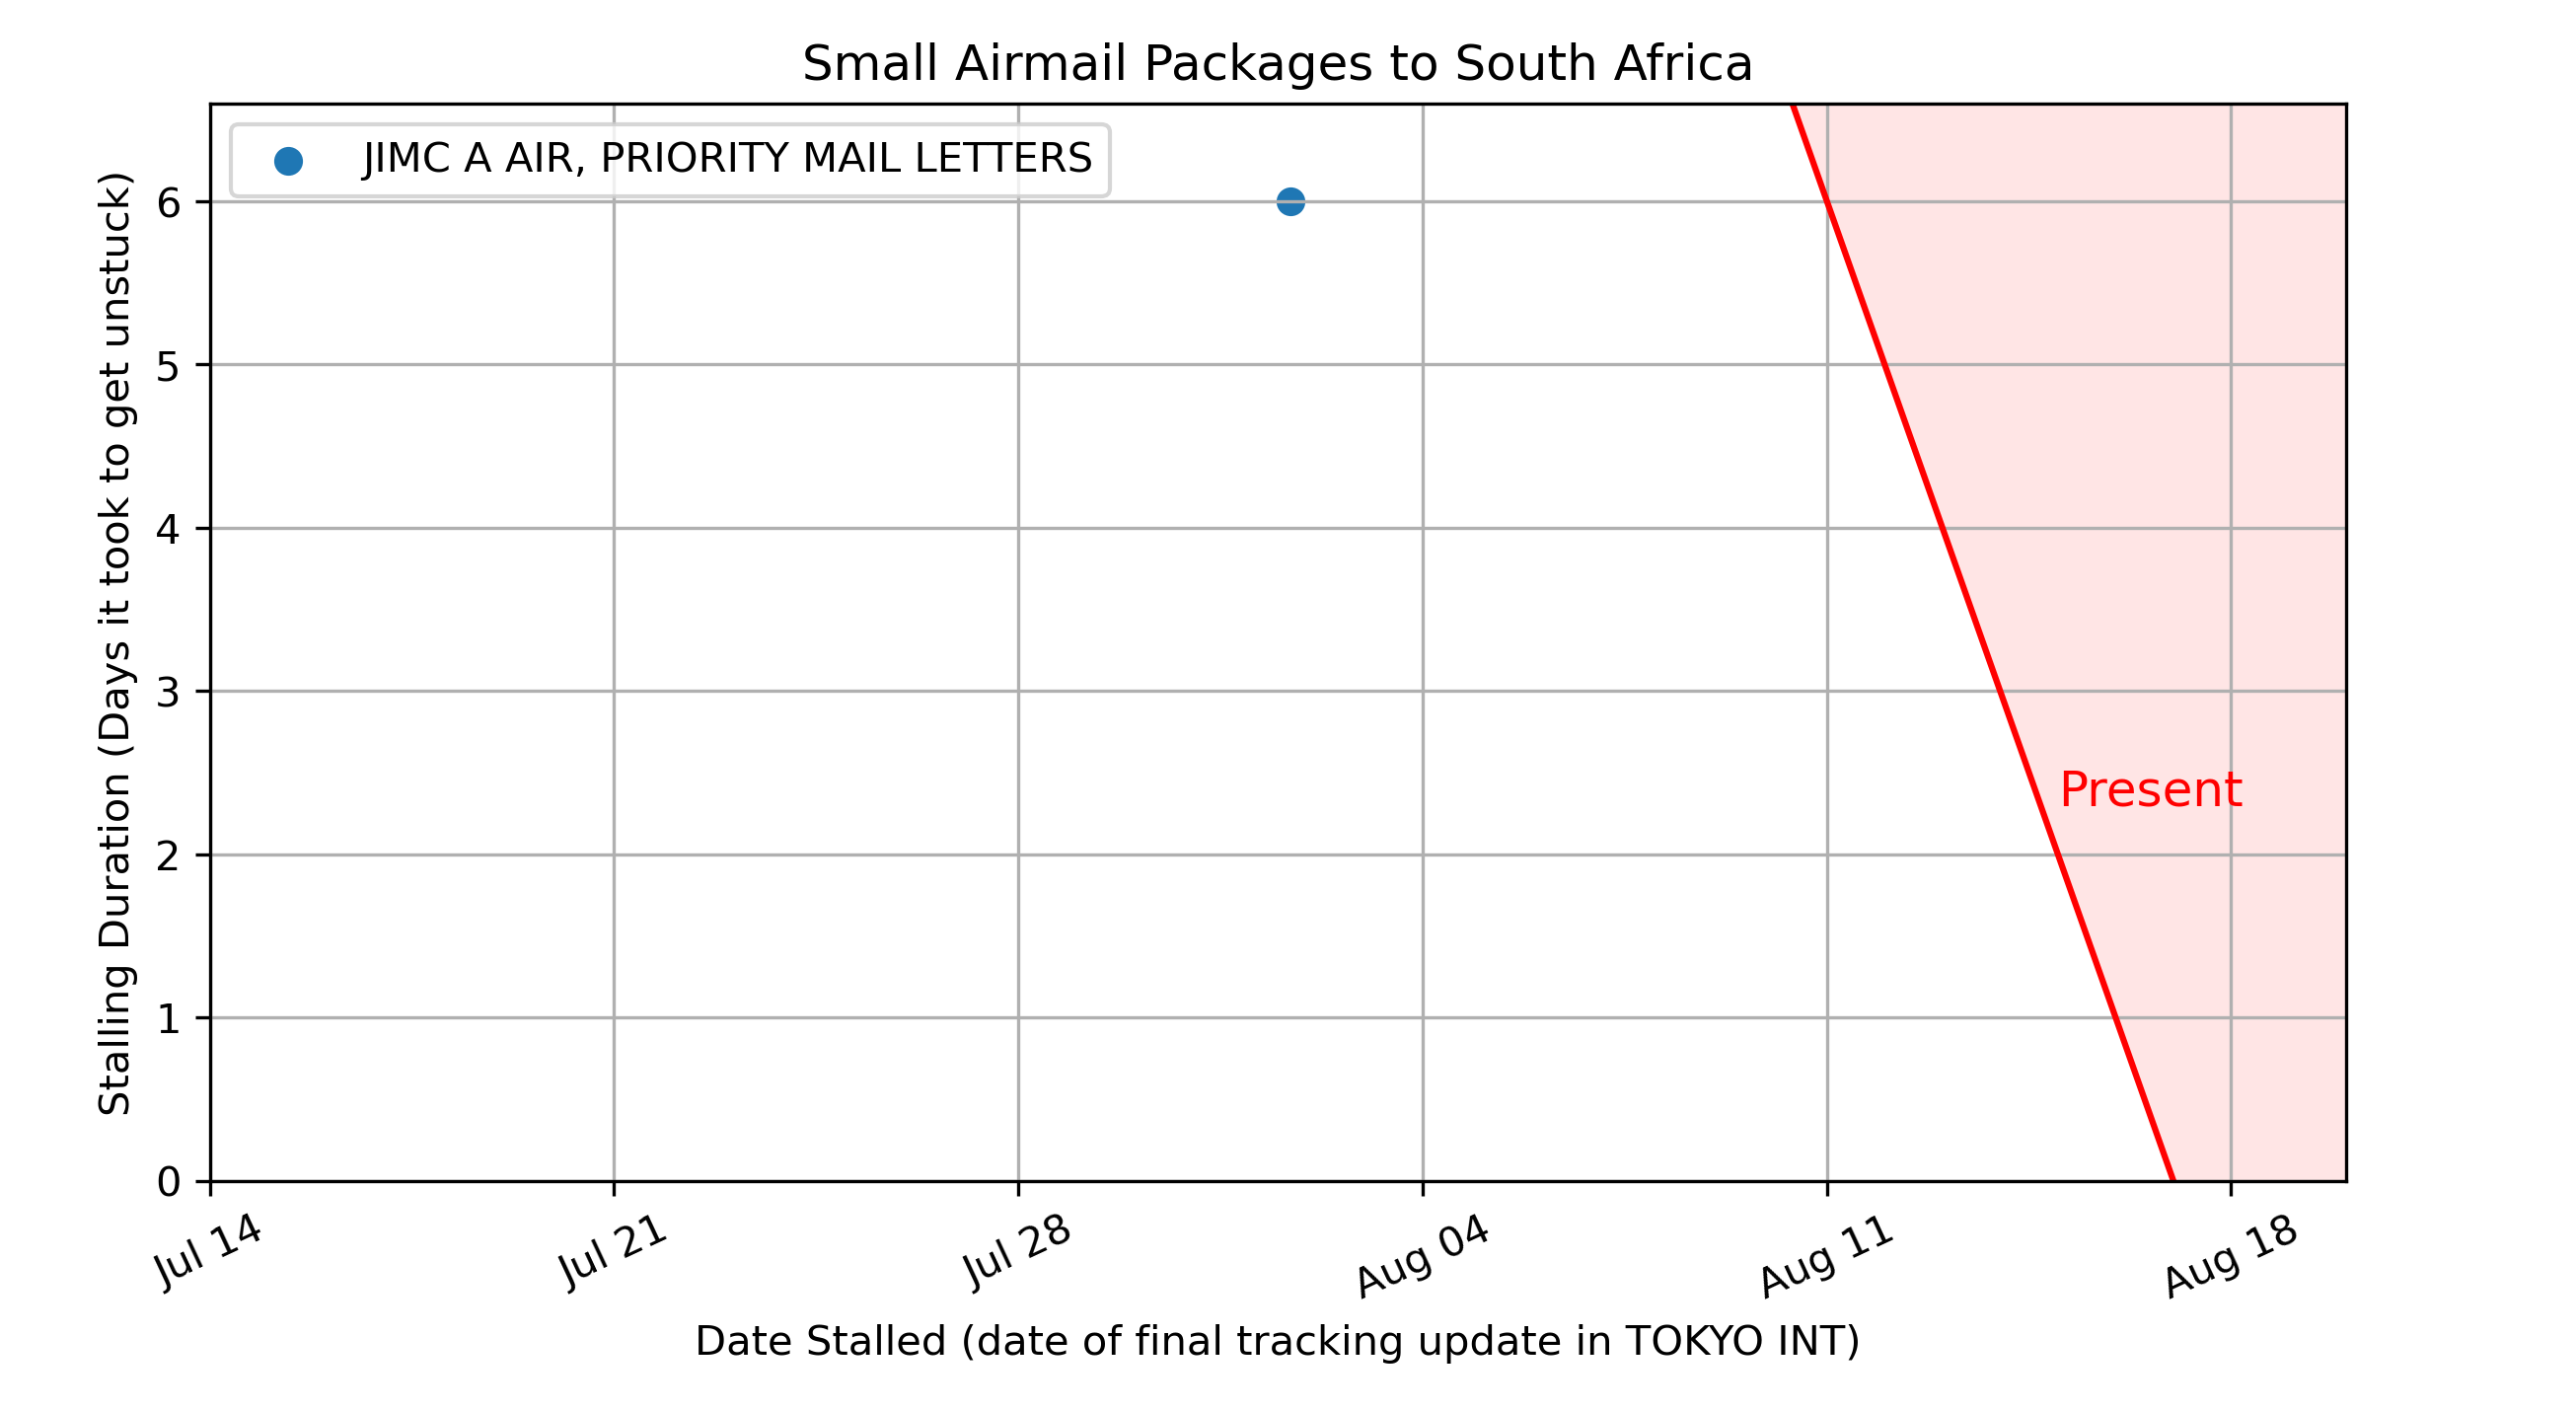 Small Airmail Packages to South Africa
JIMC A AIR, PRIORITY MAIL LETTERS
Stalling Duration (Days it took to get unstuck)
6
5
4
3
2
1
0
Present
Jul 14
Jul 21
Jul 28
Aug 04
Aug 11
Aug 18
Date Stalled (date of final tracking update in TOKYO INT)